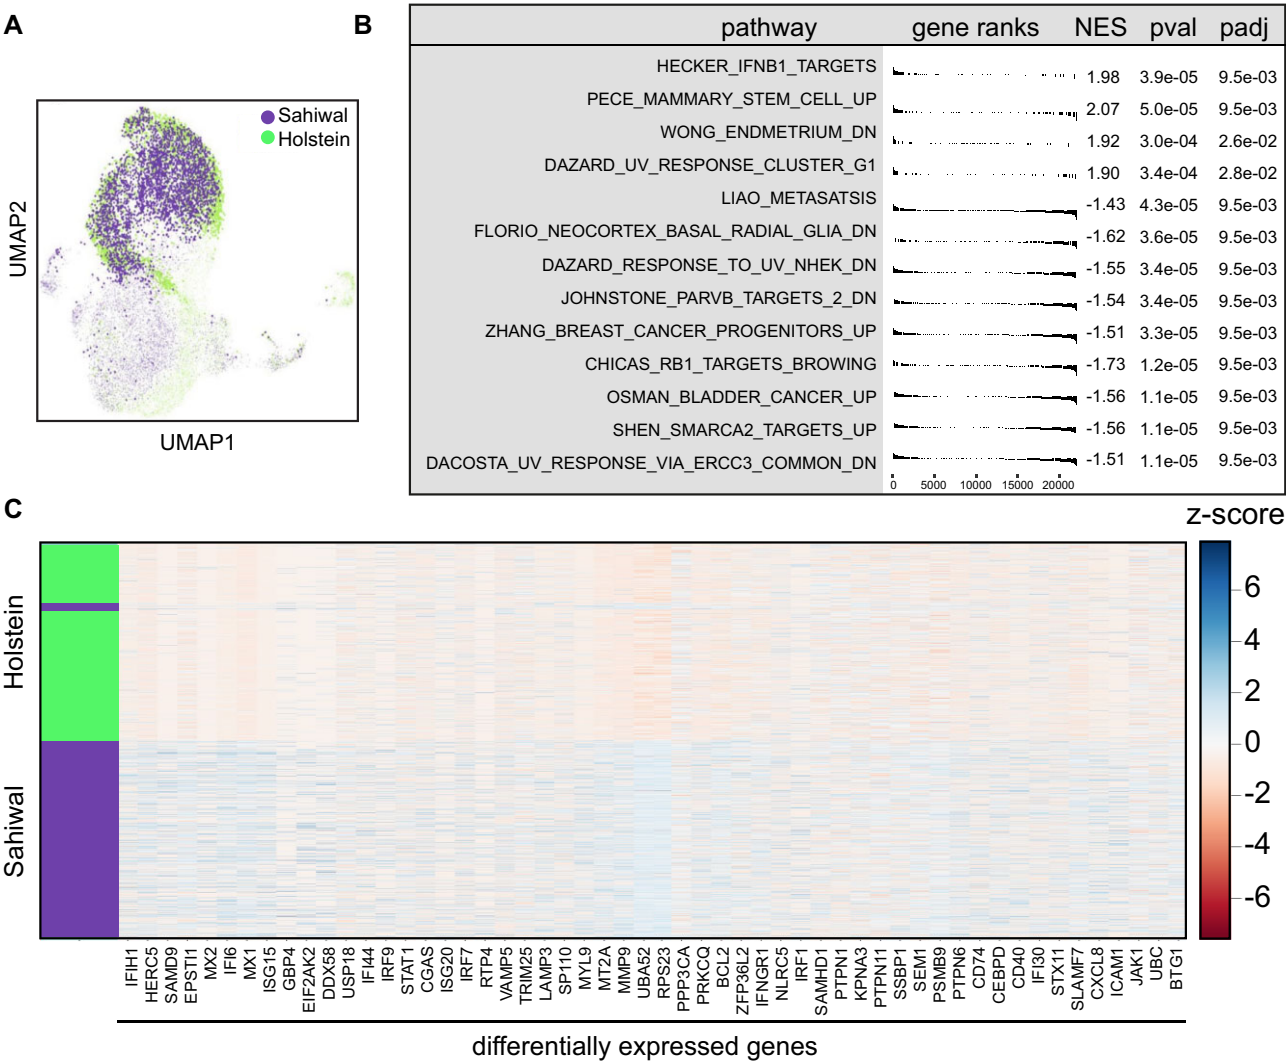 A
B
Sahiwal
Holstein
UMAP2
UMAP1
pathway gene ranks NES pval padj
HECKER_IFNB1_TARGETS 1.98 3.9e-05 9.5e-03
PECE_MAMMARY_STEM_CELL_UP 2.07 5.0e-05 9.5e-03
WONG_ENDMETRIUM_DN 1.92 3.0e-04 2.6e-02
DAZARD_UV_RESPONSE_CLUSTER_G1 1.90 3.4e-04 2.8e-02
LIAO_METASATSIS -1.43 4.3e-05 9.5e-03
FLORIO_NEOCORTEX_BASAL_RADIAL_GLIA_DN -1.62 3.6e-05 9.5e-03
DAZARD_RESPONSE_TO_UV_NHEK_DN -1.55 3.4e-05 9.5e-03
JOHNSTONE_PARVB_TARGETS_2_DN -1.54 3.4e-05 9.5e-03
ZHANG_BREAST_CANCER_PROGENITORS_UP -1.51 3.3e-05 9.5e-03
CHICAS_RB1_TARGETS_BROWING -1.73 1.2e-05 9.5e-03
OSMAN_BLADDER_CANCER_UP -1.56 1.1e-05 9.5e-03
SHEN_SMARCA2_TARGETS_UP -1.56 1.1e-05 9.5e-03
DACOSTA_UV_RESPONSE_VIA_ERCC3_COMMON_DN -1.51 1.1e-05 9.5e-03
0 5000 10000 15000 20000
C
z-score
6
4
2
0
-2
-4
-6
Holstein
Sahiwal
IFIH1
HERC5
SAMD9
EPSTI1
MX2
IFI6
MX1
ISG15
GBP4
EIF2AK2
DDX58
USP18
IFI44
IRF9
STAT1
CGAS
ISG20
IRF7
RTP4
VAMP5
TRIM25
LAMP3
SP110
MYL9
MT2A
MMP9
UBA52
RPS23
PPP3CA
PRKCQ
BCL2
ZFP36L2
IFNGR1
NLRC5
IRF1
SAMHD1
PTPN1
KPNA3
PTPN11
SSBP1
SEM1
PSMB9
PTPN6
CD74
CEBPD
CD40
IFI30
STX11
SLAMF7
CXCL8
ICAM1
JAK1
UBC
BTG1
differentially expressed genes